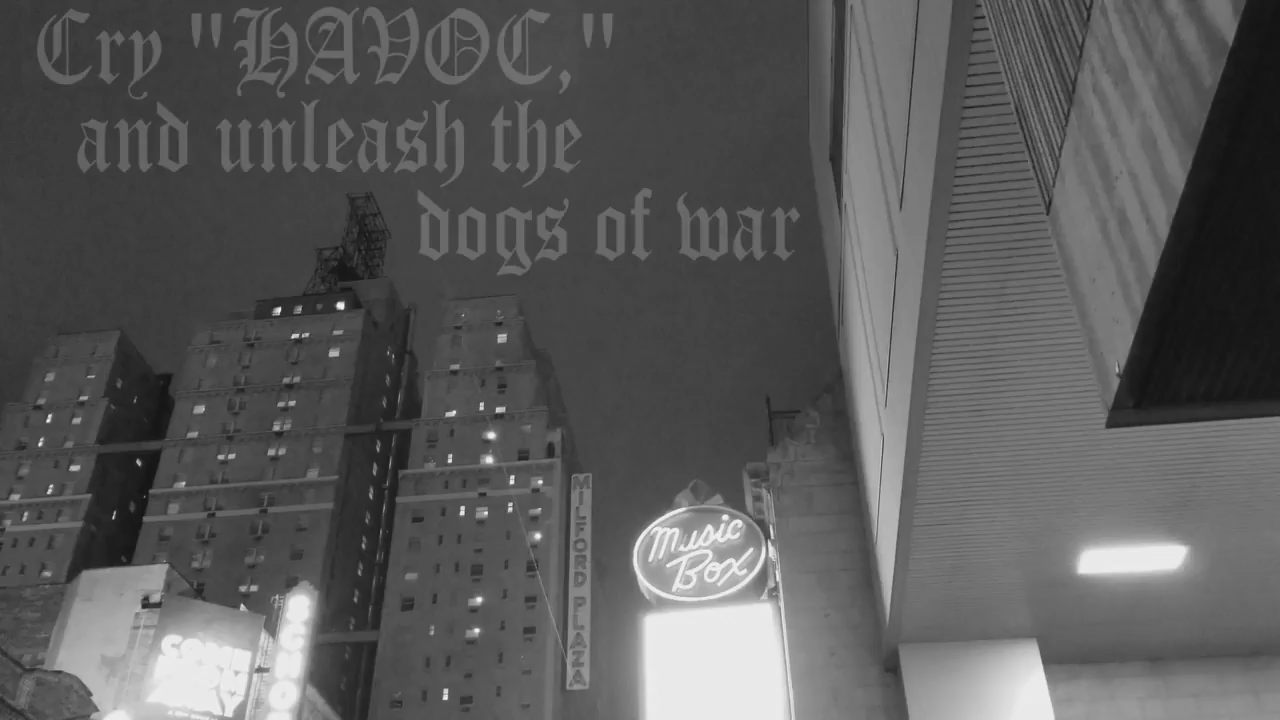 Cry "HAVOC,"
and unleash the
dogs of war
MILFORD PLAZA
Music
Box